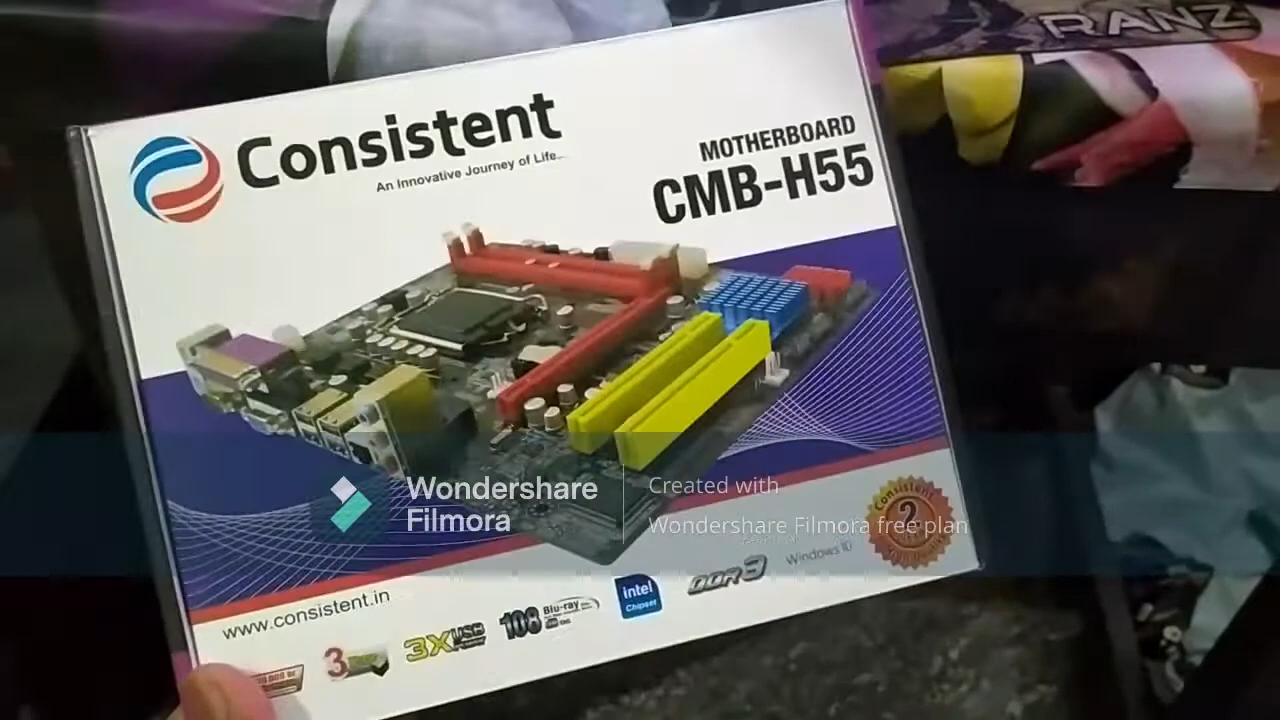 RANZ
Consistent
An Innovative Journey of Life...
MOTHERBOARD
CMB-H55
Wondershare
Filmora
Created with
Wondershare Filmora free plan
Consistent
2
www.consistent.in
3
3X USB
108 Blu-ray
intel
Chipset
DDR3
Windows 10